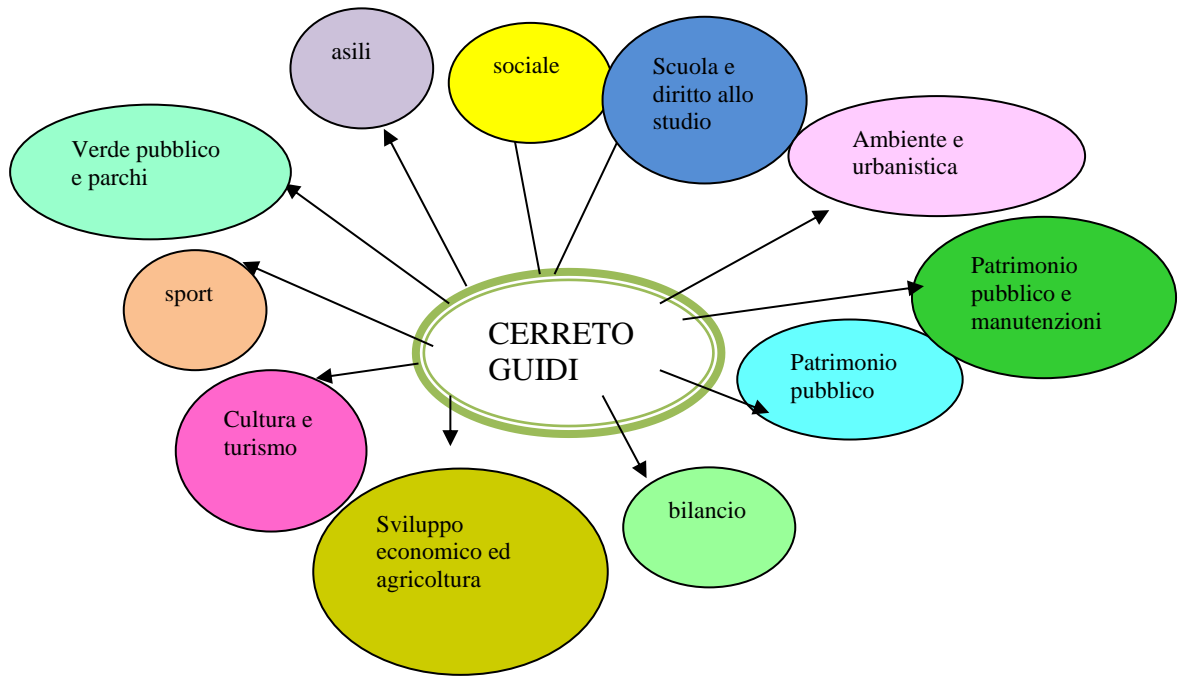 asili
sociale
Scuola e
diritto allo
studio
Verde pubblico
e parchi
Ambiente e
urbanistica
sport
Patrimonio
pubblico e
manutenzioni
CERRETO
GUIDI
Patrimonio
pubblico
Cultura e
turismo
bilancio
Sviluppo
economico ed
agricoltura